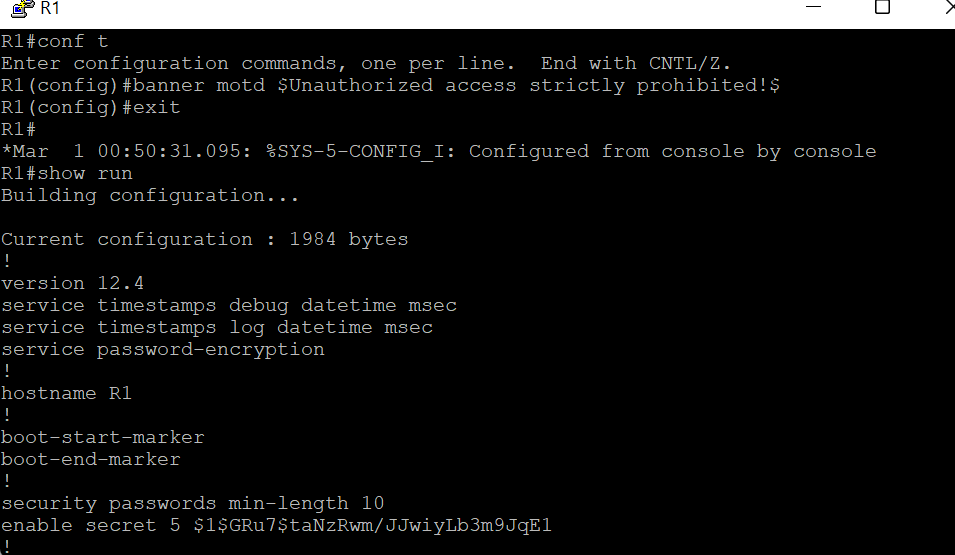 R1
R1#conf t
Enter configuration commands, one per line.  End with CNTL/Z.
R1(config)#banner motd $Unauthorized access strictly prohibited!$
R1(config)#exit
R1#
*Mar  1 00:50:31.095: %SYS-5-CONFIG_I: Configured from console by console
R1#show run
Building configuration...
Current configuration : 1984 bytes
!
version 12.4
service timestamps debug datetime msec
service timestamps log datetime msec
service password-encryption
!
hostname R1
!
boot-start-marker
boot-end-marker
!
security passwords min-length 10
enable secret 5 $1$GRu7$taNzRwm/JJwiyLb3m9JqE1
!